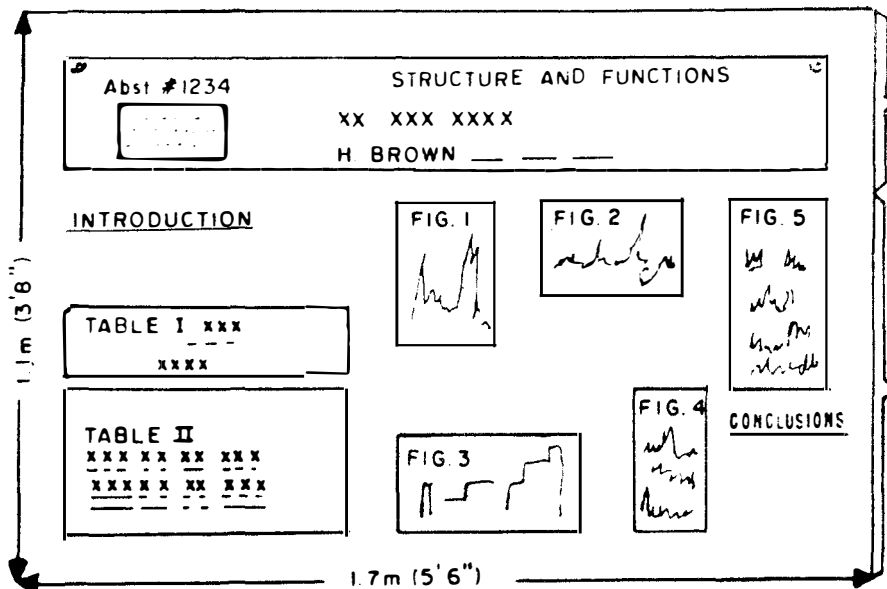 Abst #1234
STRUCTURE AND FUNCTIONS
XX XXX XXXX
H. BROWN
INTRODUCTION
TABLE I XXX
XXXX
TABLE II
XXX XX XX XXX
XXXX X X XX XXX
FIG. 1
FIG. 2
FIG. 3
FIG. 4
FIG. 5
CONCLUSIONS
1.1m (3'8")
1.7m (5'6")